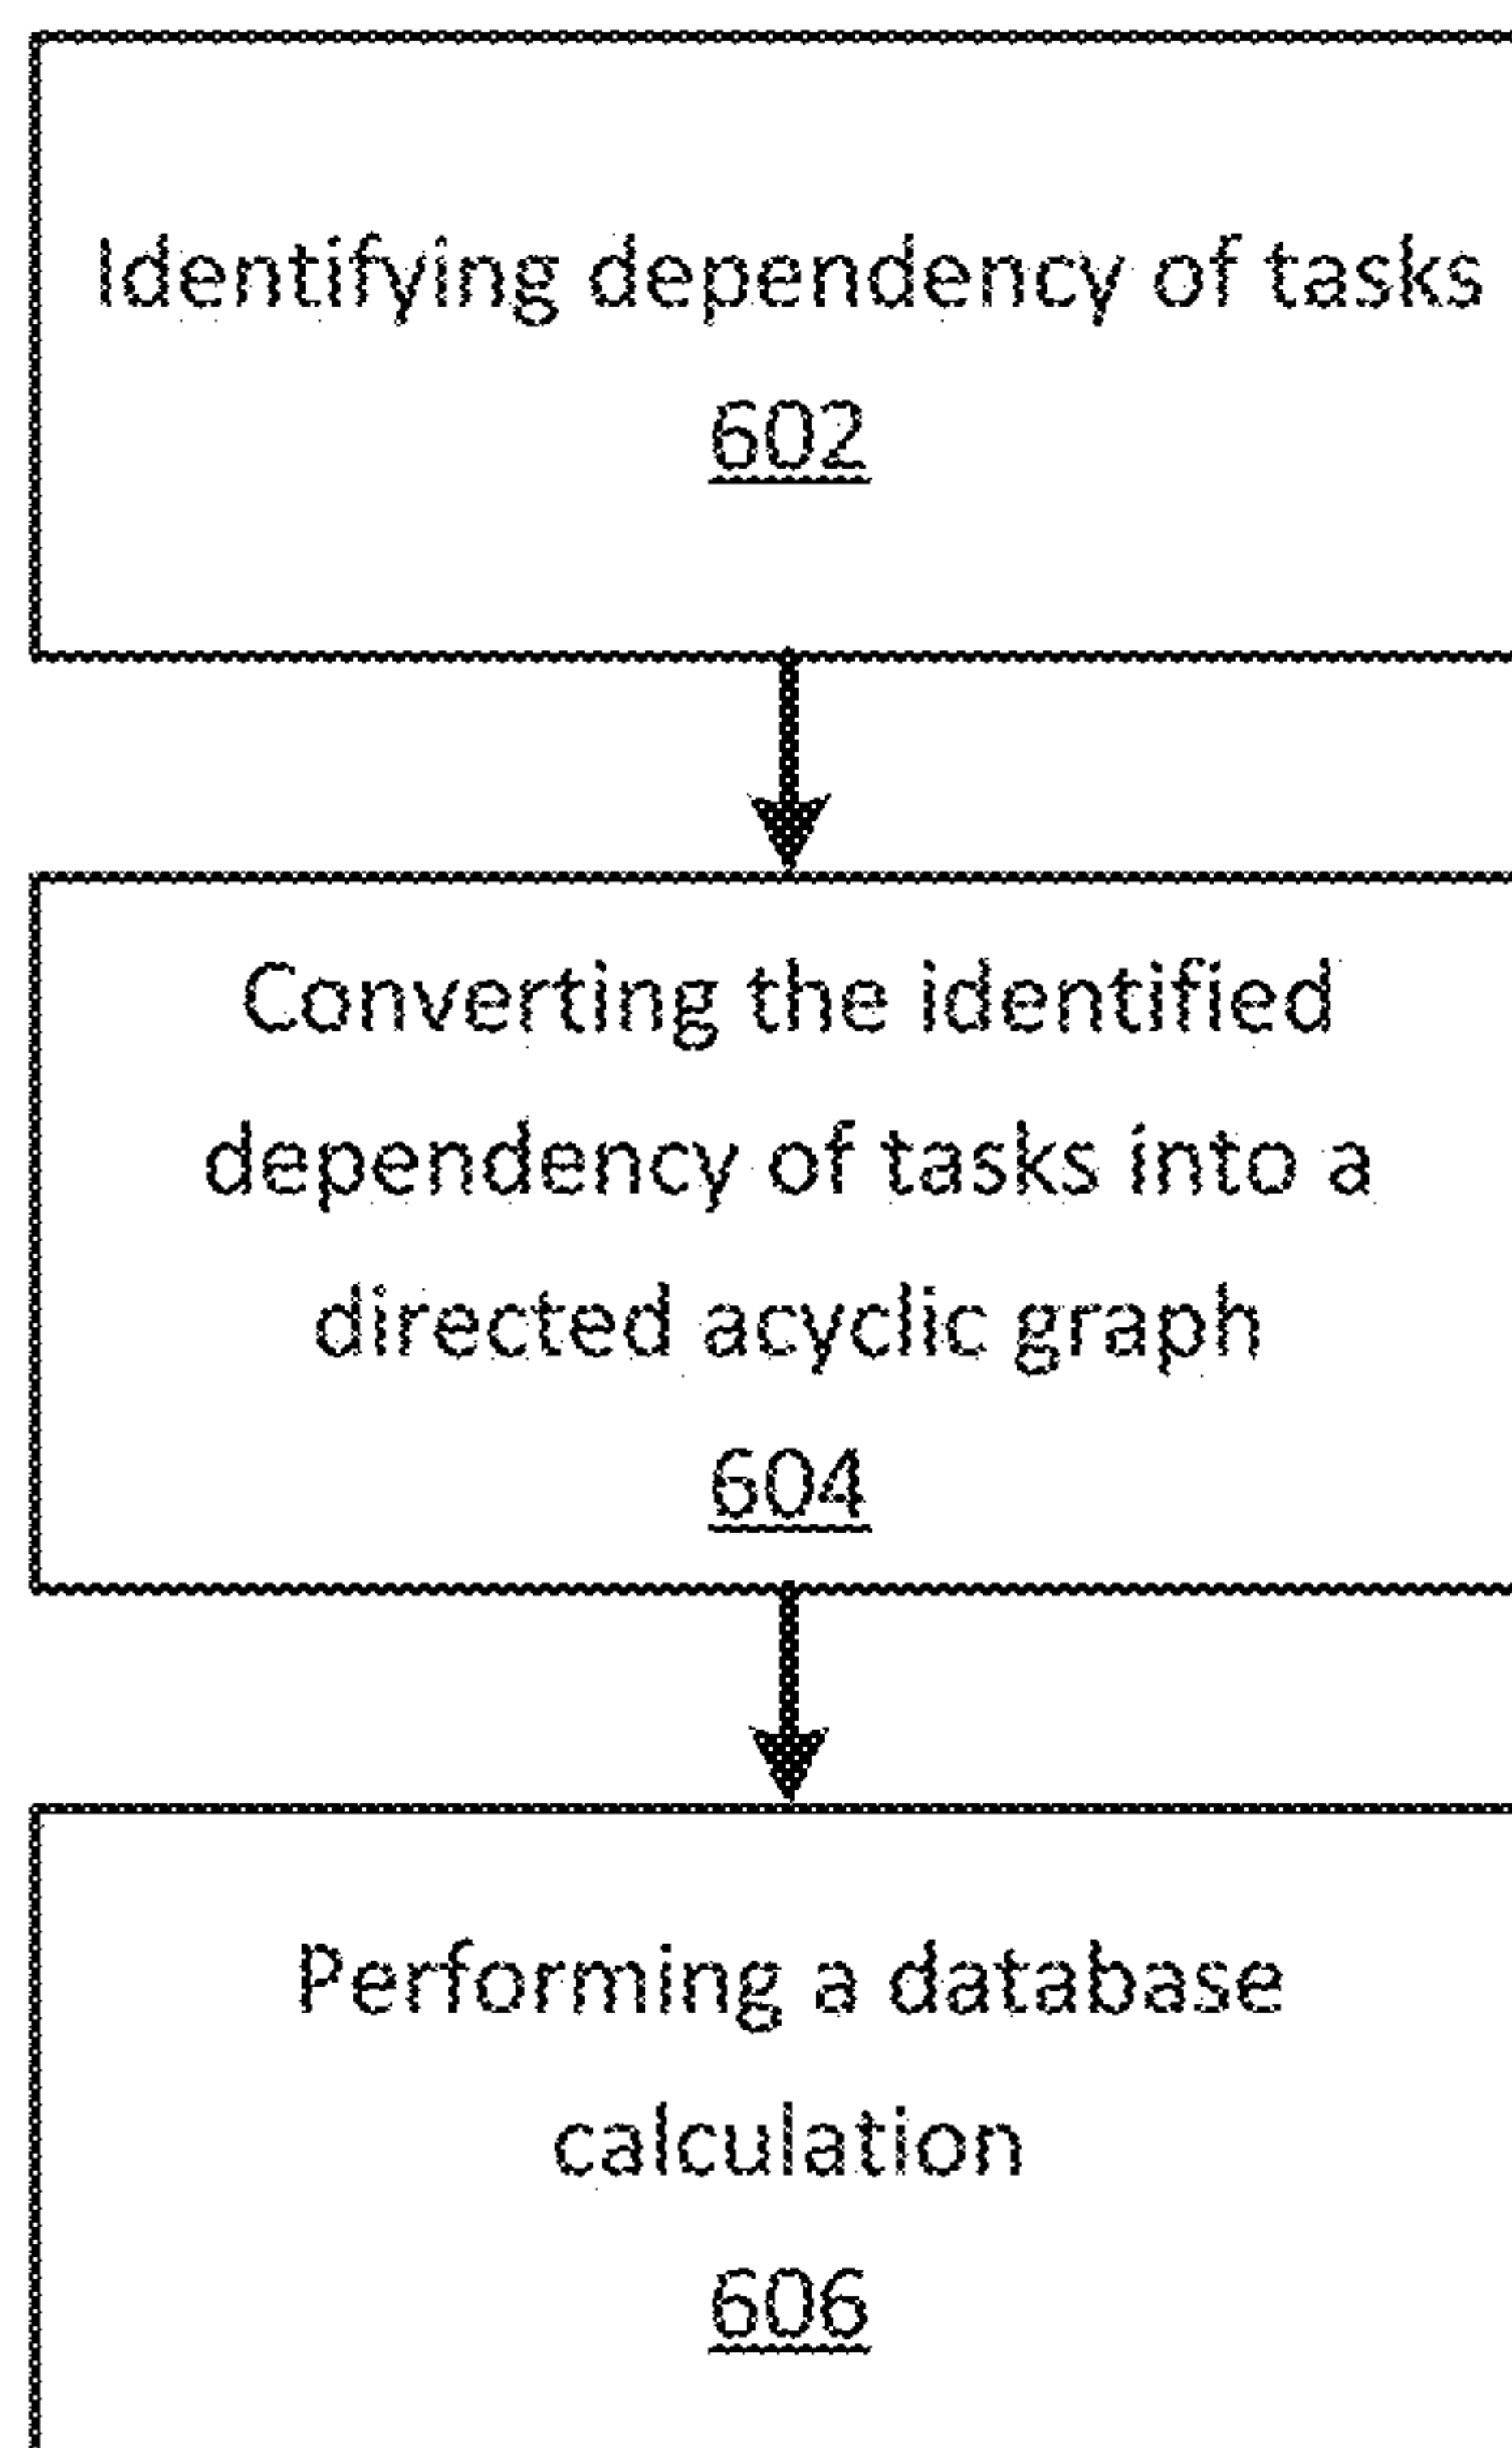 Identifying dependency of tasks
602
Converting the identified
dependency of tasks into a
directed acyclic graph
604
Performing a database
calculation
606